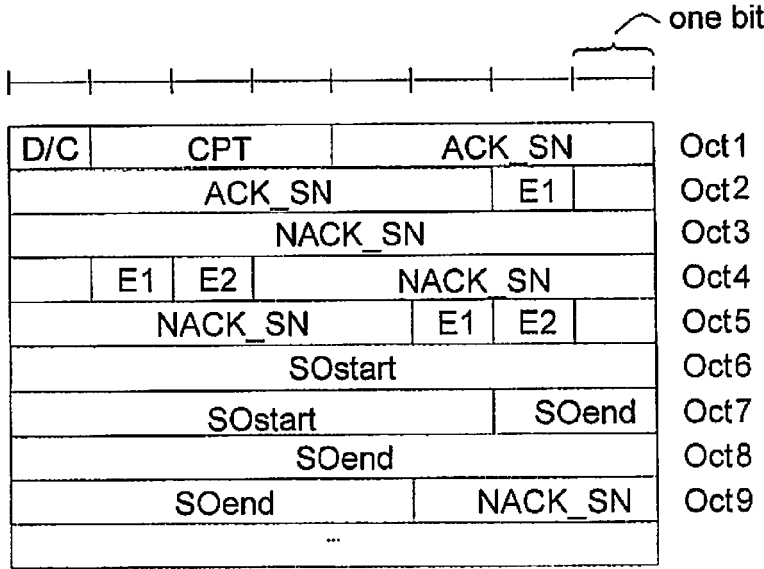 one bit
D/C CPT ACK_SN Oct1
ACK_SN E1 Oct2
NACK_SN Oct3
E1 E2 NACK_SN Oct4
NACK_SN E1 E2 Oct5
SOstart Oct6
SOstart SOend Oct7
SOend Oct8
SOend NACK_SN Oct9
...